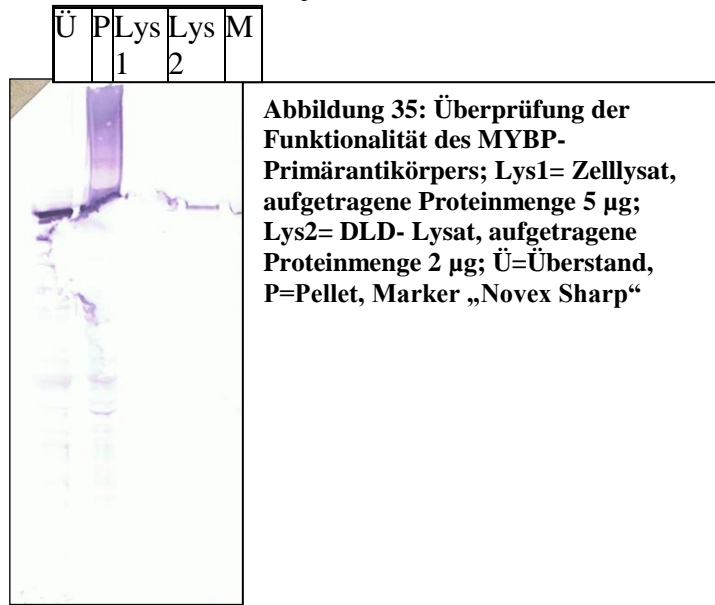 Ü P Lys 1 Lys 2 M
Abbildung 35: Überprüfung der
Funktionalität des MYBP-
Primärantikörpers; Lys1= Zelllysat,
aufgetragene Proteinmenge 5 µg;
Lys2= DLD- Lysat, aufgetragene
Proteinmenge 2 µg; Ü=Überstand,
P=Pellet, Marker „Novex Sharp“